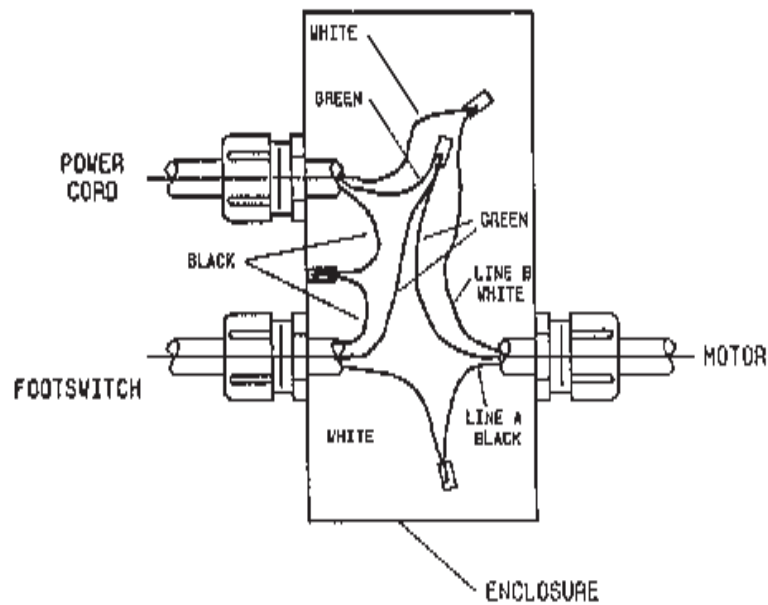 WHITE
GREEN
POWER
CORD
GREEN
BLACK
LINE B
WHITE
MOTOR
FOOTSWITCH
LINE A
BLACK
WHITE
ENCLOSURE